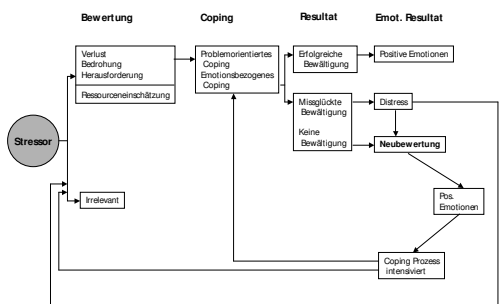 Bewertung Coping Resultat Emot. Resultat
Verlust
Bedrohung
Herausforderung
Ressourceneinschätzung
Problemorientiertes
Coping
Emotionsbezogenes
Coping
Erfolgreiche
Bewältigung
Positive Emotionen
Missglückte
Bewältigung
Keine
Bewältigung
Distress
Neubewertung
Stressor
Irrelevant
Pos.
Emotionen
Coping Prozess
intensiviert